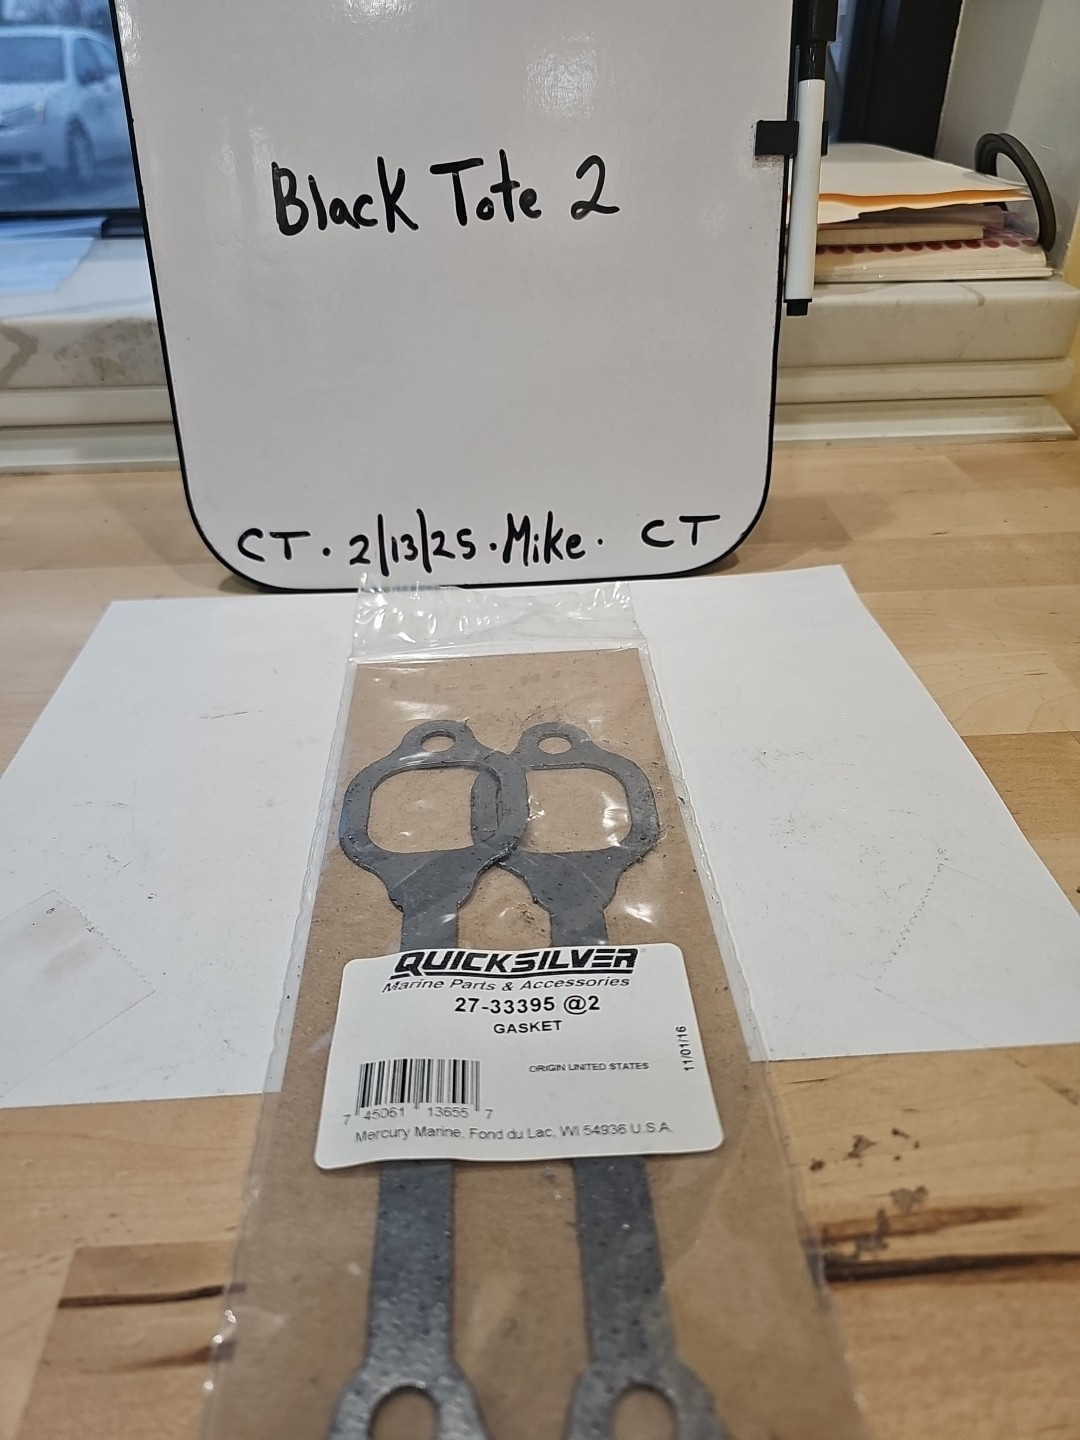 Black Tote 2
CT . 2/13/25 . Mike . CT
QUICKSILVER
Marine Parts & Accessories
27-33395 @2
GASKET
11/01/16
ORIGIN UNITED STATES
7 45061 13655 7
Mercury Marine, Fond du Lac, WI 54936 U.S.A.